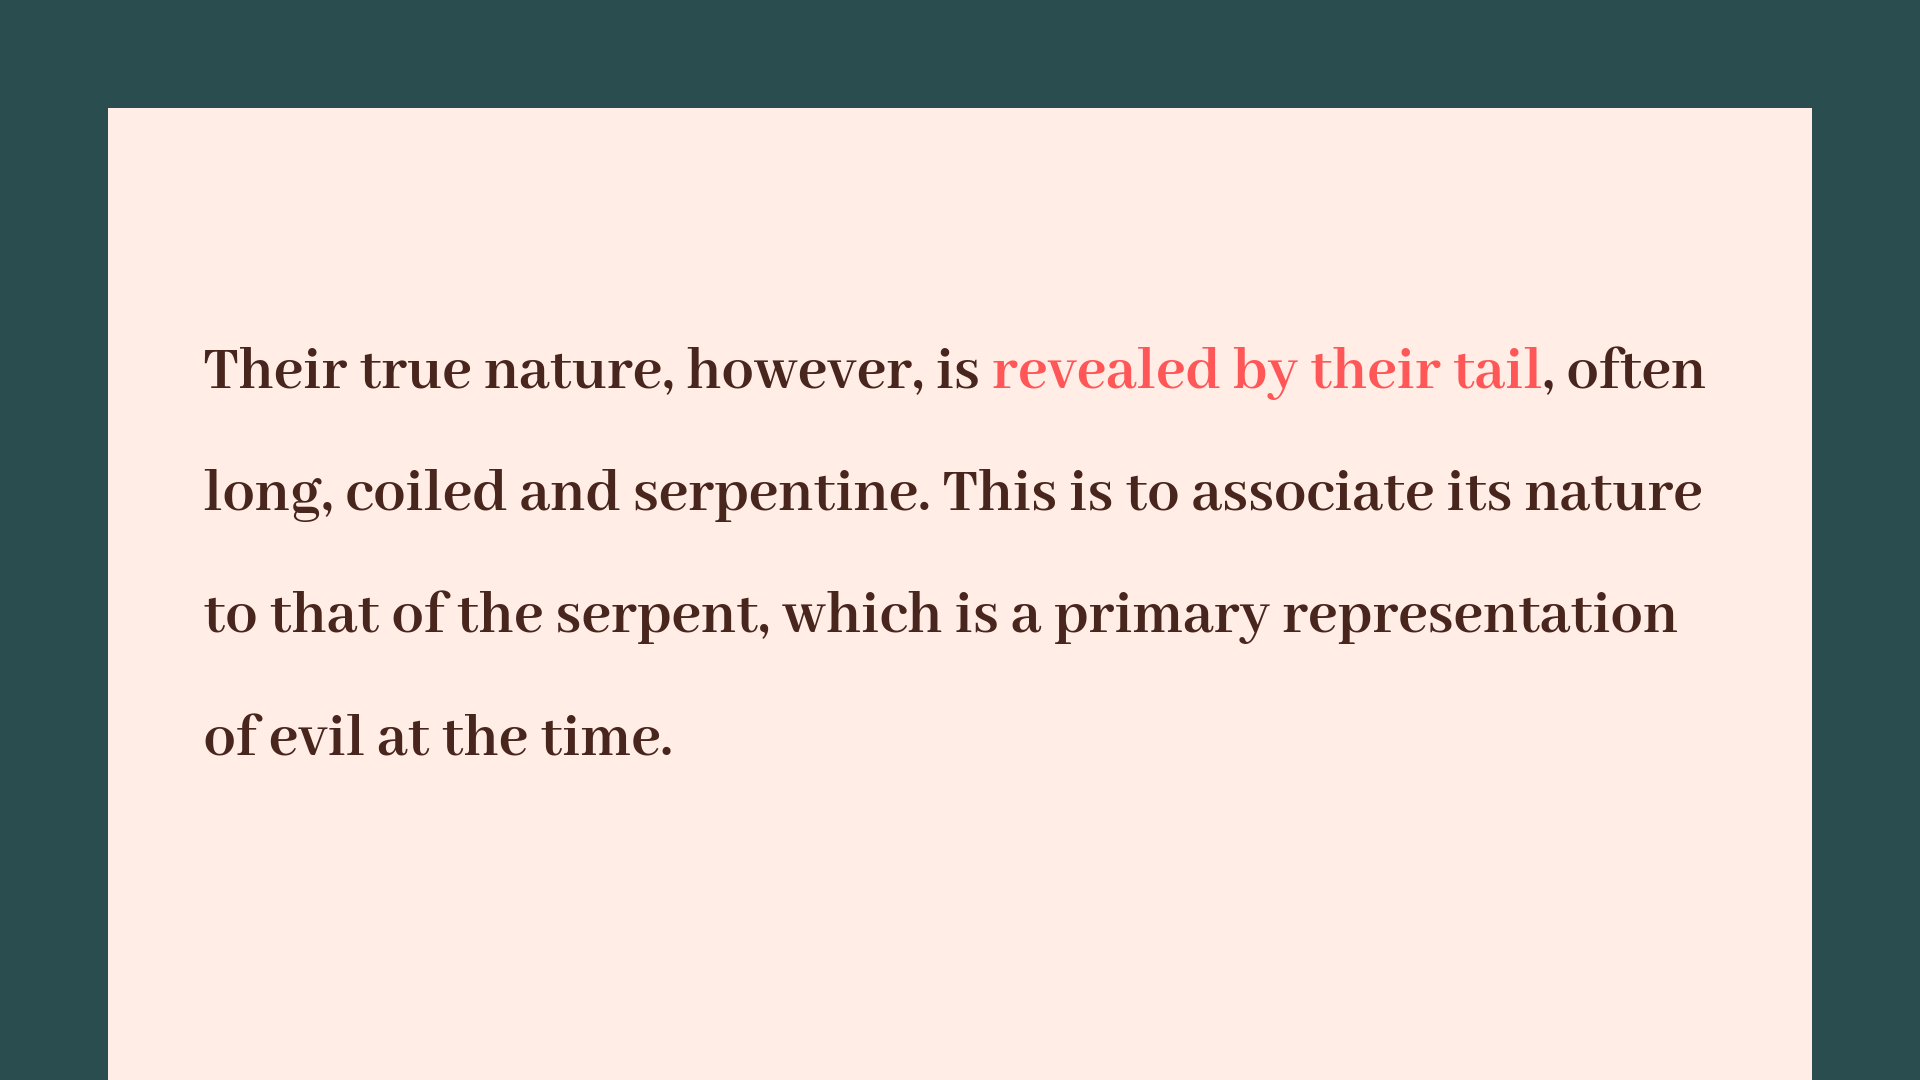 Their true nature, however, is revealed by their tail, often
long, coiled and serpentine. This is to associate its nature
to that of the serpent, which is a primary representation
of evil at the time.